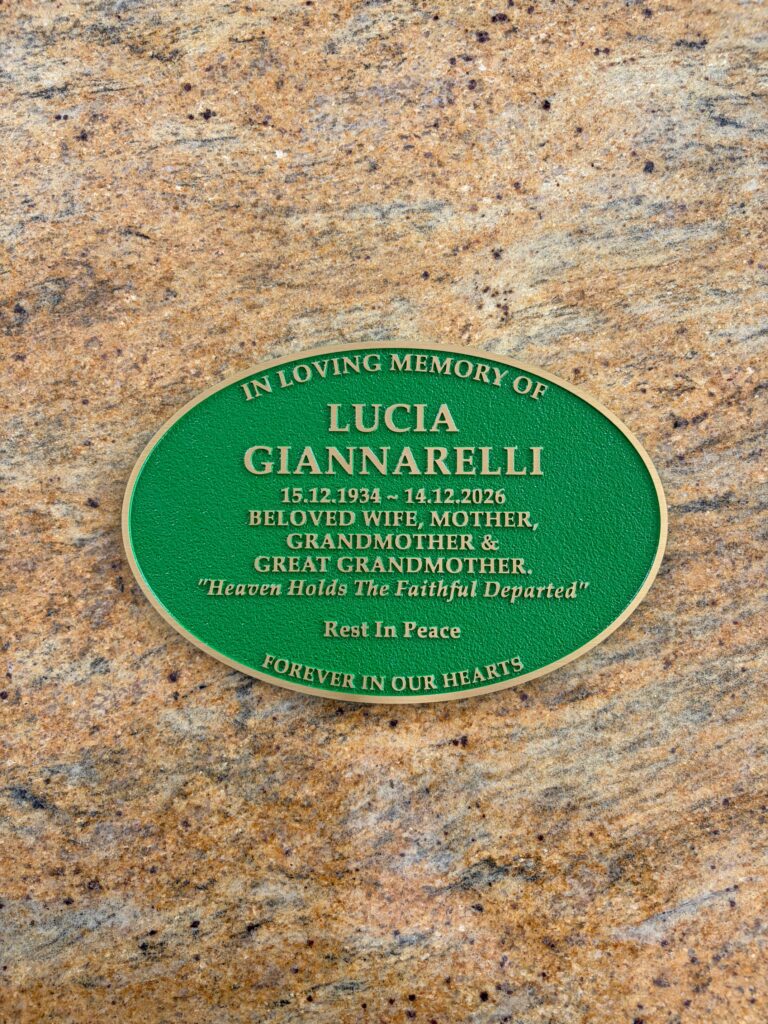 IN LOVING MEMORY OF
LUCIA
GIANNARELLI
15.12.1934 ~ 14.12.2026
BELOVED WIFE, MOTHER,
GRANDMOTHER &
GREAT GRANDMOTHER.
"Heaven Holds The Faithful Departed"
Rest In Peace
FOREVER IN OUR HEARTS